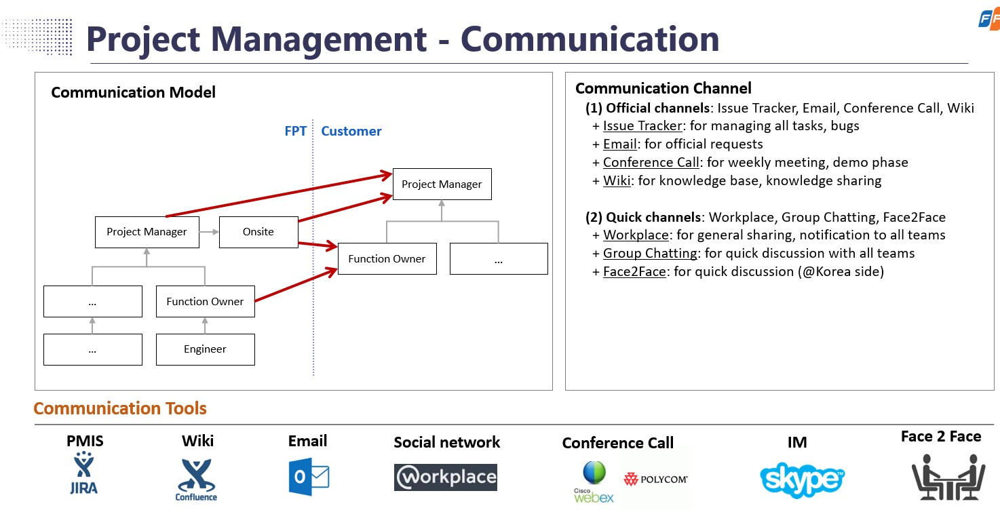 Project Management - Communication
Communication Model
FPT
Customer
Project Manager
Project Manager
Onsite
Function Owner
...
...
Function Owner
...
Engineer
Communication Channel
(1) Official channels: Issue Tracker, Email, Conference Call, Wiki
+ Issue Tracker: for managing all tasks, bugs
+ Email: for official requests
+ Conference Call: for weekly meeting, demo phase
+ Wiki: for knowledge base, knowledge sharing
(2) Quick channels: Workplace, Group Chatting, Face2Face
+ Workplace: for general sharing, notification to all teams
+ Group Chatting: for quick discussion with all teams
+ Face2Face: for quick discussion (@Korea side)
Communication Tools
PMIS
JIRA
Wiki
Confluence
Email
O
Social network
@workplace
Conference Call
Cisco
webex
POLYCOM®
IM
skype™
Face 2 Face